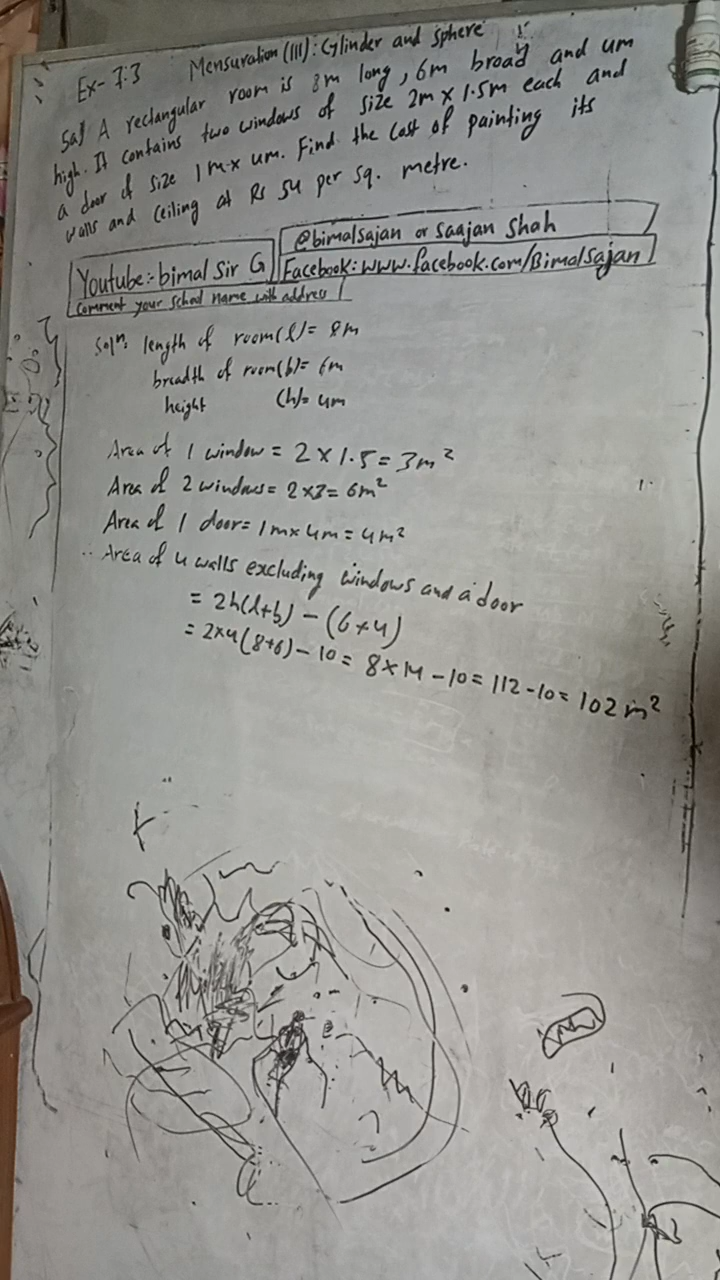 Ex- 7.3 Mensuration (III): Cylinder and sphere
5a) A rectangular room is 8m long, 6m broad and 4m
high. It contains two windows of size 2m x 1.5m each and
a door of size 1m x 4m. Find the cost of painting its
walls and ceiling at Rs 54 per sq. metre.
@bimalsajan or Saajan Shah
Youtube:- bimal Sir G
Facebook: www.facebook.com/Bimalsajan
Comment your school name with address
Solⁿ: length of room(l)= 8m
breadth of room(b)= 6m
height (h)= 4m
Area of 1 window = 2 x 1.5 = 3m²
Area of 2 windows= 2 x3= 6m²
Area of 1 door= 1mx 4m = 4m²
∴ Area of 4 walls excluding windows and a door
= 2h(l+b) - (6+4)
= 2x4(8+6) - 10 = 8 x 14 - 10 = 112 -10 = 102 m²